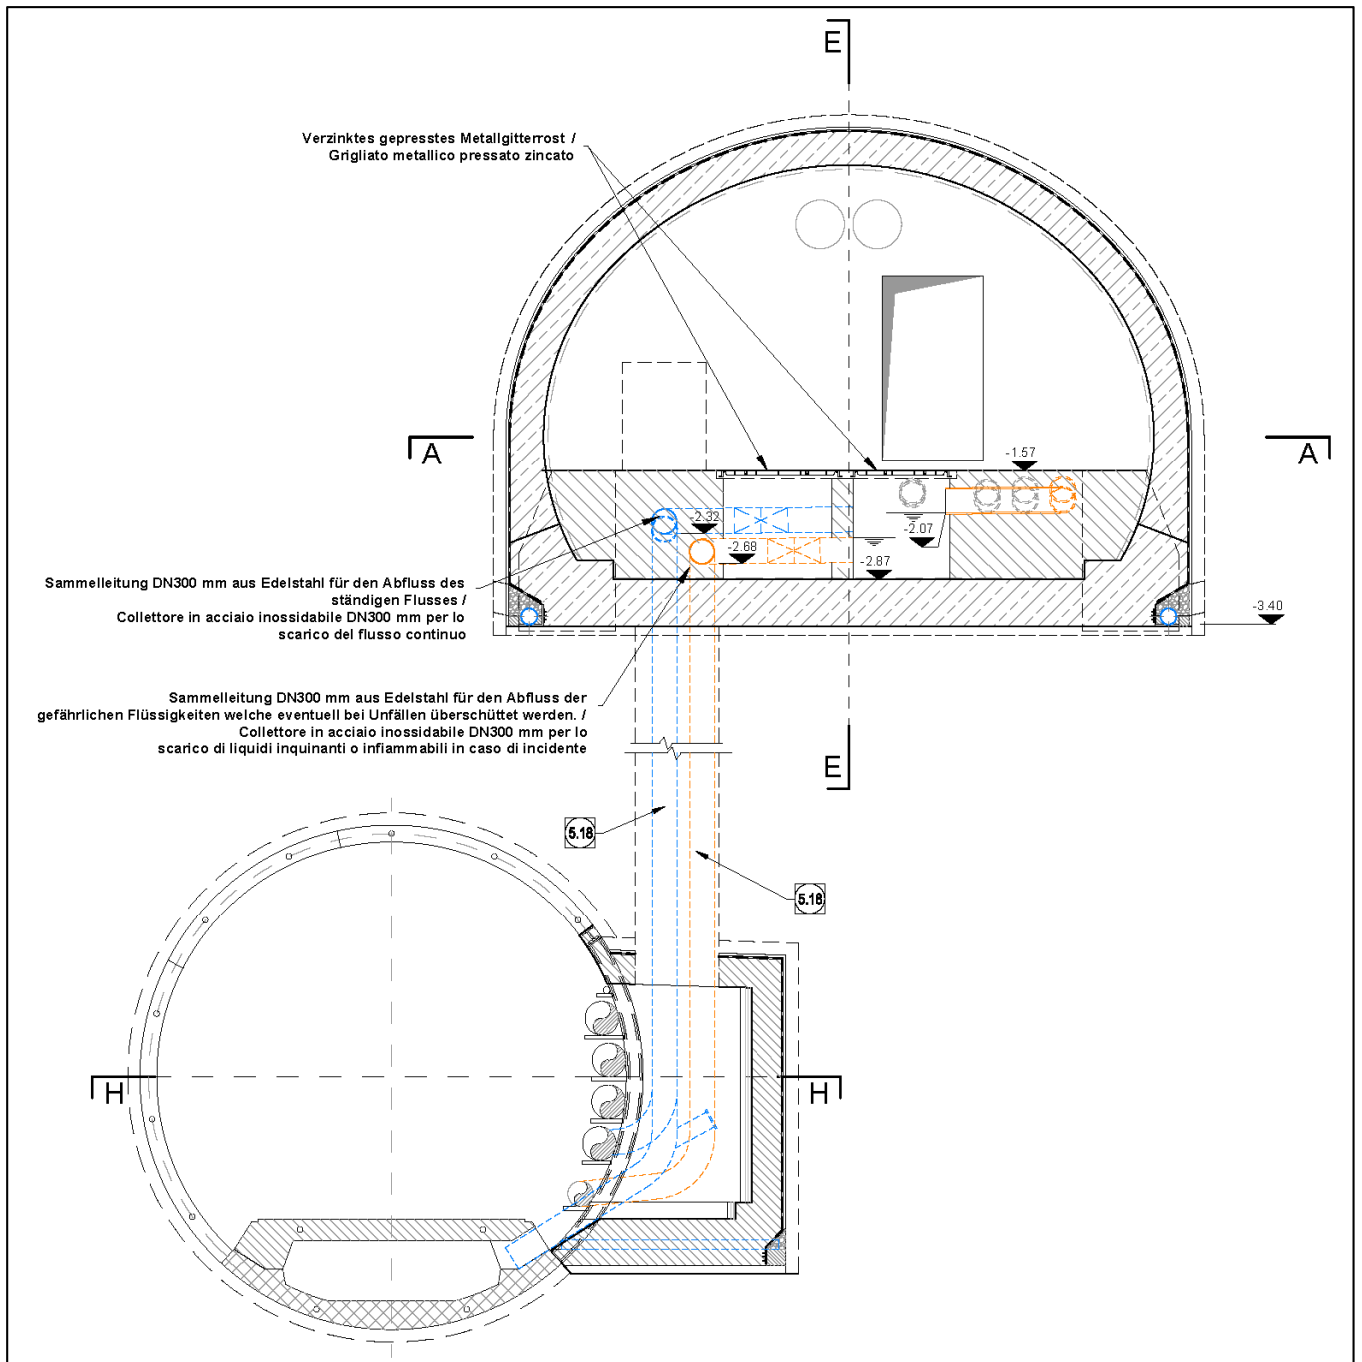 E
Verzinktes gepresstes Metallgitterrost /
Grigliato metallico pressato zincato
A
A
-1.57
-2.32
-2.07
-2.68
-2.87
Sammelleitung DN300 mm aus Edelstahl für den Abfluss des
ständigen Flusses /
Collettore in acciaio inossidabile DN300 mm per lo
scarico del flusso continuo
-3.40
Sammelleitung DN300 mm aus Edelstahl für den Abfluss der
gefährlichen Flüssigkeiten welche eventuell bei Unfällen überschüttet werden. /
Collettore in acciaio inossidabile DN300 mm per lo
scarico di liquidi inquinanti o infiammabili in caso di incidente
E
5.18
5.18
H
H